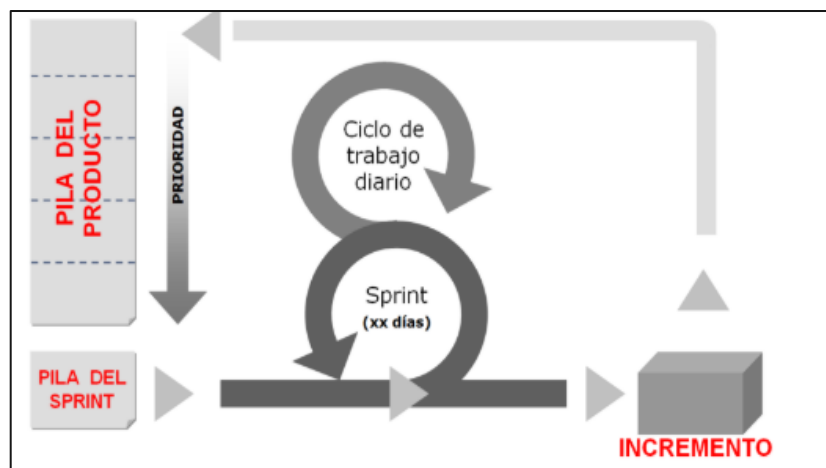 PILA DEL
PRODUCTO
PRIORIDAD
Ciclo de
trabajo
diario
Sprint
(xx días)
PILA DEL
SPRINT
INCREMENTO